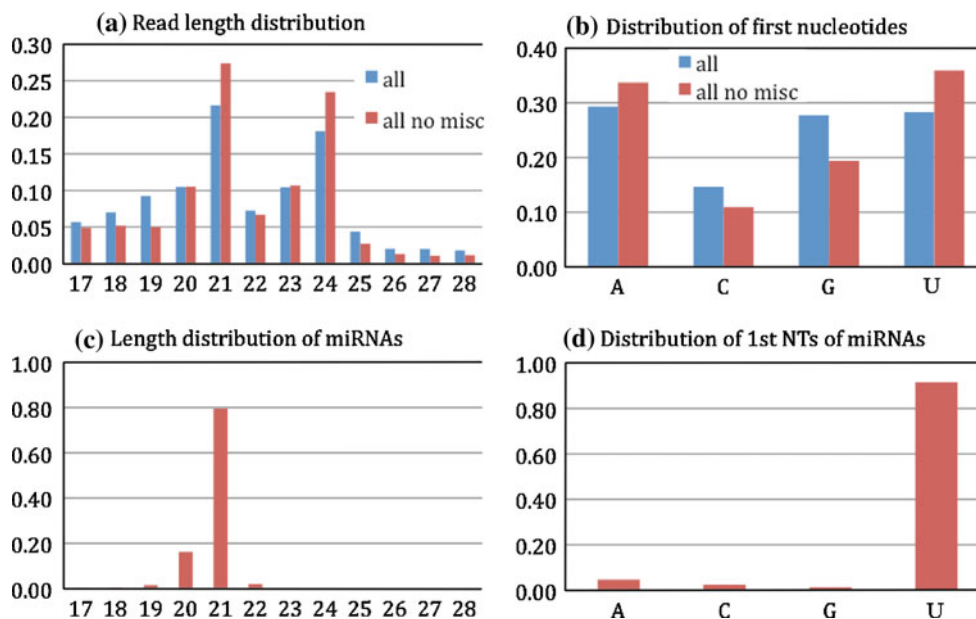 (a) Read length distribution
0.30
0.25
0.20
0.15
0.10
0.05
0.00
all
all no misc
17 18 19 20 21 22 23 24 25 26 27 28
(b) Distribution of first nucleotides
0.40
0.30
0.20
0.10
0.00
all
all no misc
A C G U
(c) Length distribution of miRNAs
1.00
0.80
0.60
0.40
0.20
0.00
17 18 19 20 21 22 23 24 25 26 27 28
(d) Distribution of 1st NTs of miRNAs
1.00
0.80
0.60
0.40
0.20
0.00
A C G U